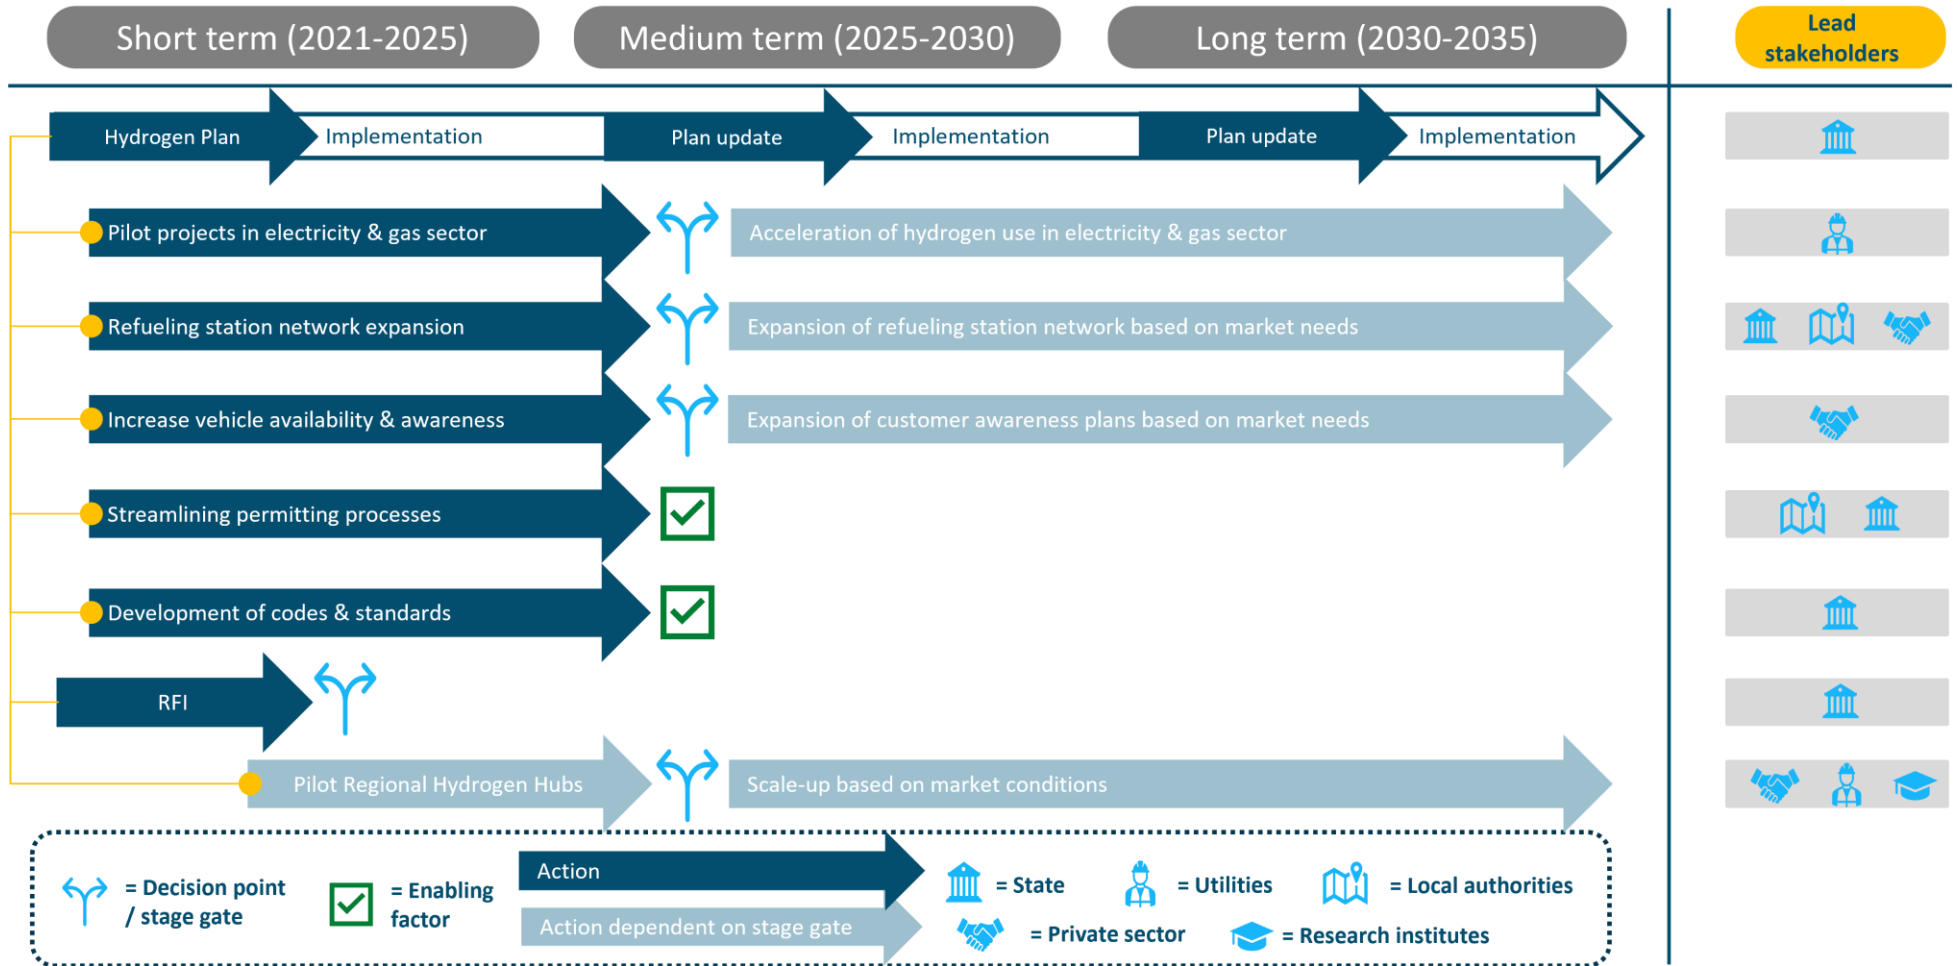 Short term (2021-2025)
Medium term (2025-2030)
Long term (2030-2035)
Lead
stakeholders
Hydrogen Plan
Implementation
Plan update
Implementation
Plan update
Implementation
Pilot projects in electricity & gas sector
Acceleration of hydrogen use in electricity & gas sector
Refueling station network expansion
Expansion of refueling station network based on market needs
Increase vehicle availability & awareness
Expansion of customer awareness plans based on market needs
Streamlining permitting processes
Development of codes & standards
RFI
Pilot Regional Hydrogen Hubs
Scale-up based on market conditions
= Decision point
/ stage gate
= Enabling
factor
Action
Action dependent on stage gate
= State
= Utilities
= Local authorities
= Private sector
= Research institutes